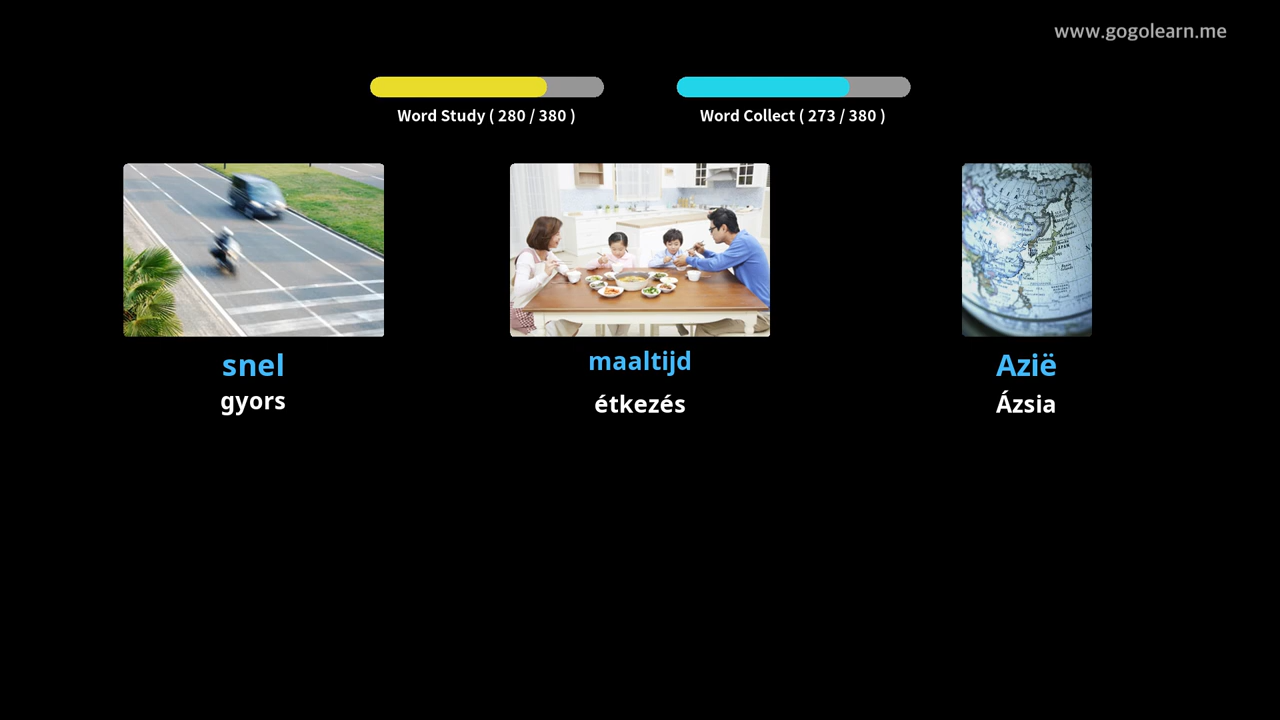 www.gogolearn.me
Word Study ( 280 / 380 )
Word Collect ( 273 / 380 )
snel
gyors
maaltijd
étkezés
Azië
Ázsia